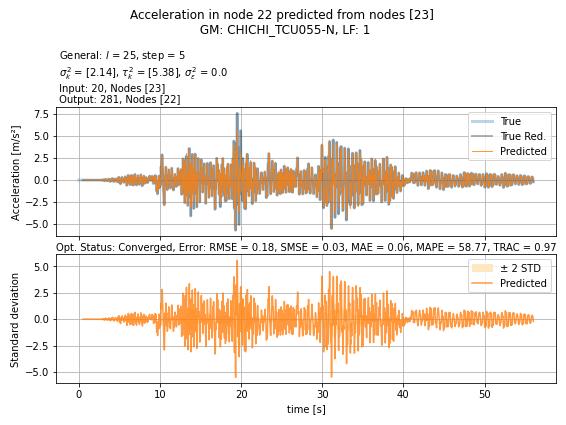 Acceleration in node 22 predicted from nodes [23]
GM: CHICHI_TCU055-N, LF: 1
General: l = 25, step = 5
σ²ₖ = [2.14], τ²ₖ = [5.38], σ²ε = 0.0
Input: 20, Nodes [23]
Output: 281, Nodes [22]
Acceleration [m/s²]
7.5
5.0
2.5
0.0
−2.5
−5.0
True
True Red.
Predicted
Opt. Status: Converged, Error: RMSE = 0.18, SMSE = 0.03, MAE = 0.06, MAPE = 58.77, TRAC = 0.97
Standard deviation
5.0
2.5
0.0
−2.5
−5.0
± 2 STD
Predicted
0 10 20 30 40 50
time [s]